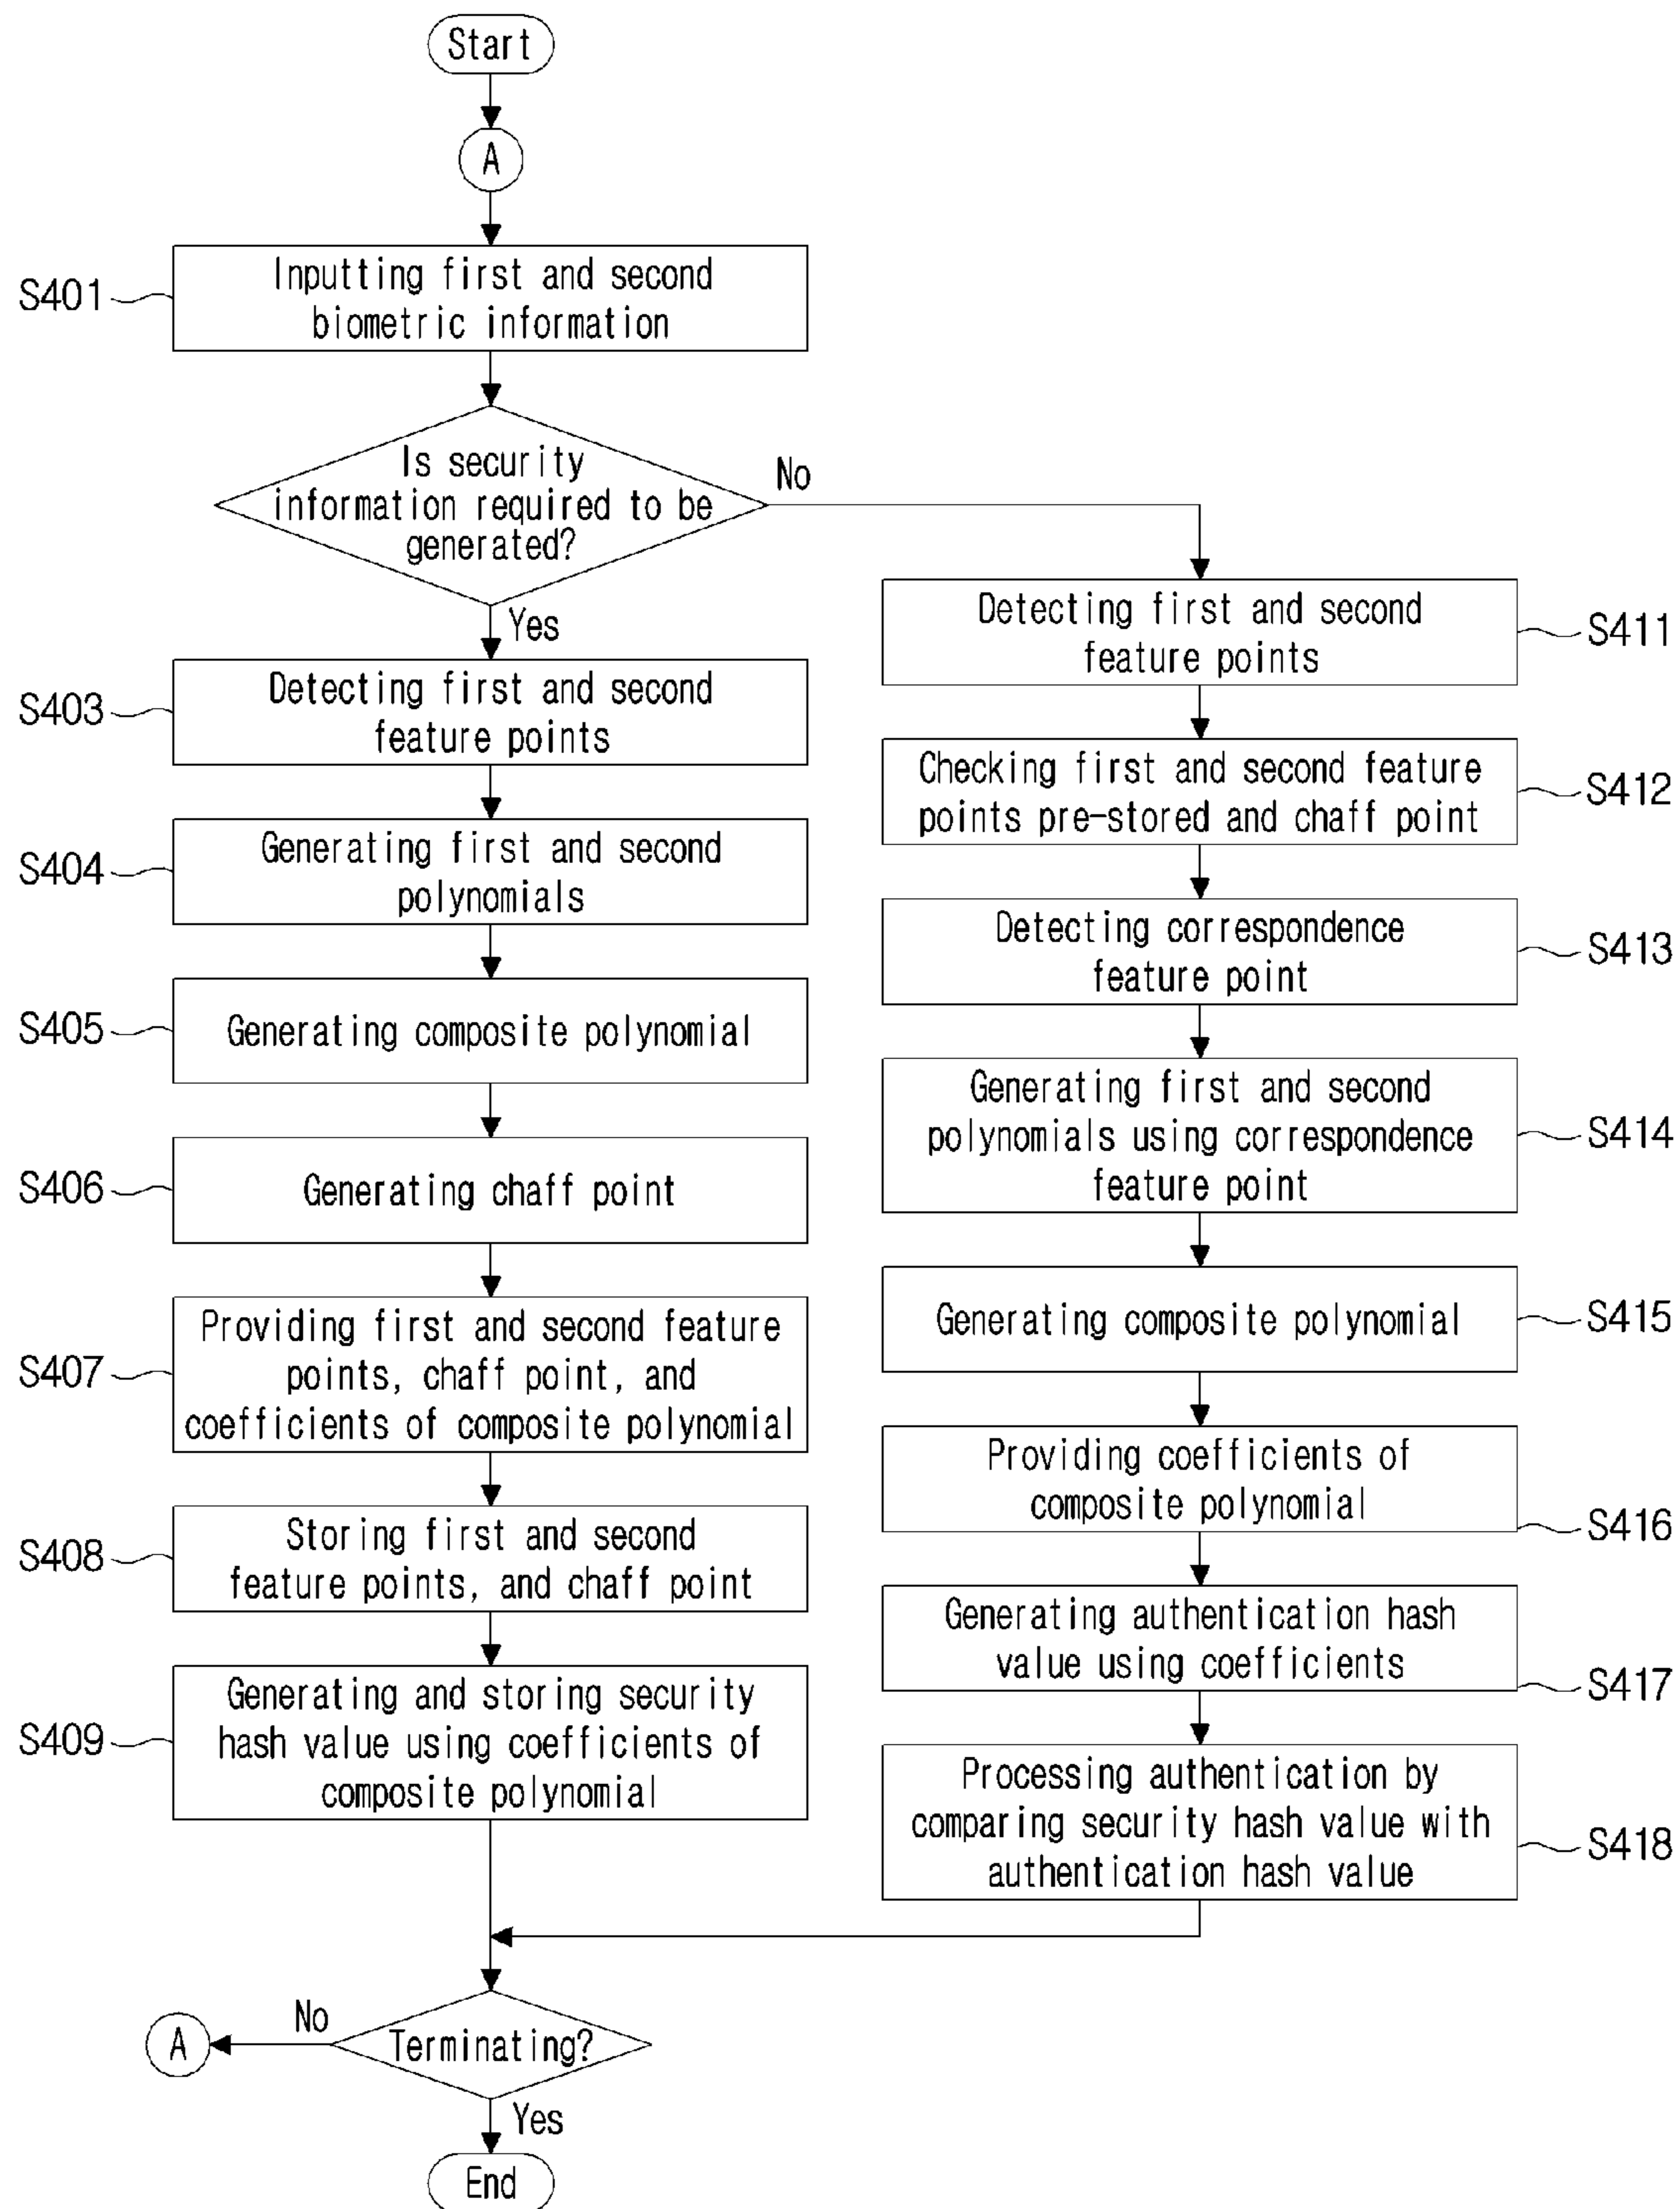 Start
A
S401
Inputting first and second
biometric information
Is security
information required to be
generated?
No
Yes
S403
Detecting first and second
feature points
S404
Generating first and second
polynomials
S405
Generating composite polynomial
S406
Generating chaff point
S407
Providing first and second feature
points, chaff point, and
coefficients of composite polynomial
S408
Storing first and second
feature points, and chaff point
S409
Generating and storing security
hash value using coefficients of
composite polynomial
Detecting first and second
feature points
S411
Checking first and second feature
points pre-stored and chaff point
S412
Detecting correspondence
feature point
S413
Generating first and second
polynomials using correspondence
feature point
S414
Generating composite polynomial
S415
Providing coefficients of
composite polynomial
S416
Generating authentication hash
value using coefficients
S417
Processing authentication by
comparing security hash value with
authentication hash value
S418
Terminating?
No
A
Yes
End